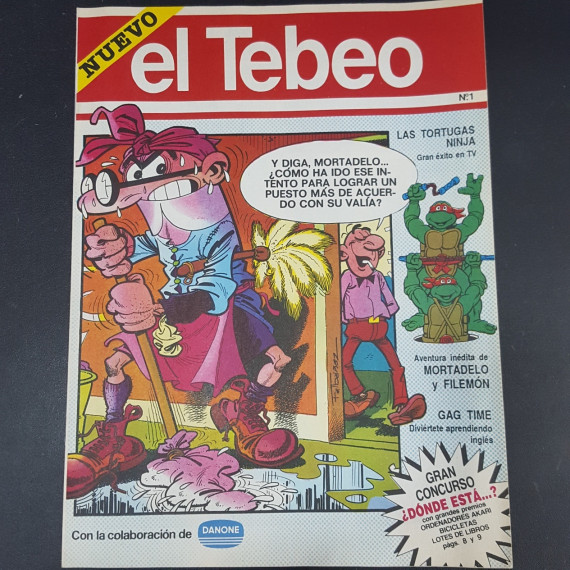 NUEVO
el Tebeo
Nº1
LAS TORTUGAS
NINJA
Gran éxito en TV
Y DIGA, MORTADELO...
¿CÓMO HA IDO ESE IN-
TENTO PARA LOGRAR UN
PUESTO MÁS DE ACUER-
DO CON SU VALÍA?
Aventura inédita de
MORTADELO
y FILEMÓN
GAG TIME
Diviértete aprendiendo
inglés
GRAN
CONCURSO
¿DÓNDE ESTÁ...?
con grandes premios
ORDENADORES AKARI
BICICLETAS
LOTES DE LIBROS
págs. 8 y 9
Con la colaboración de
DANONE